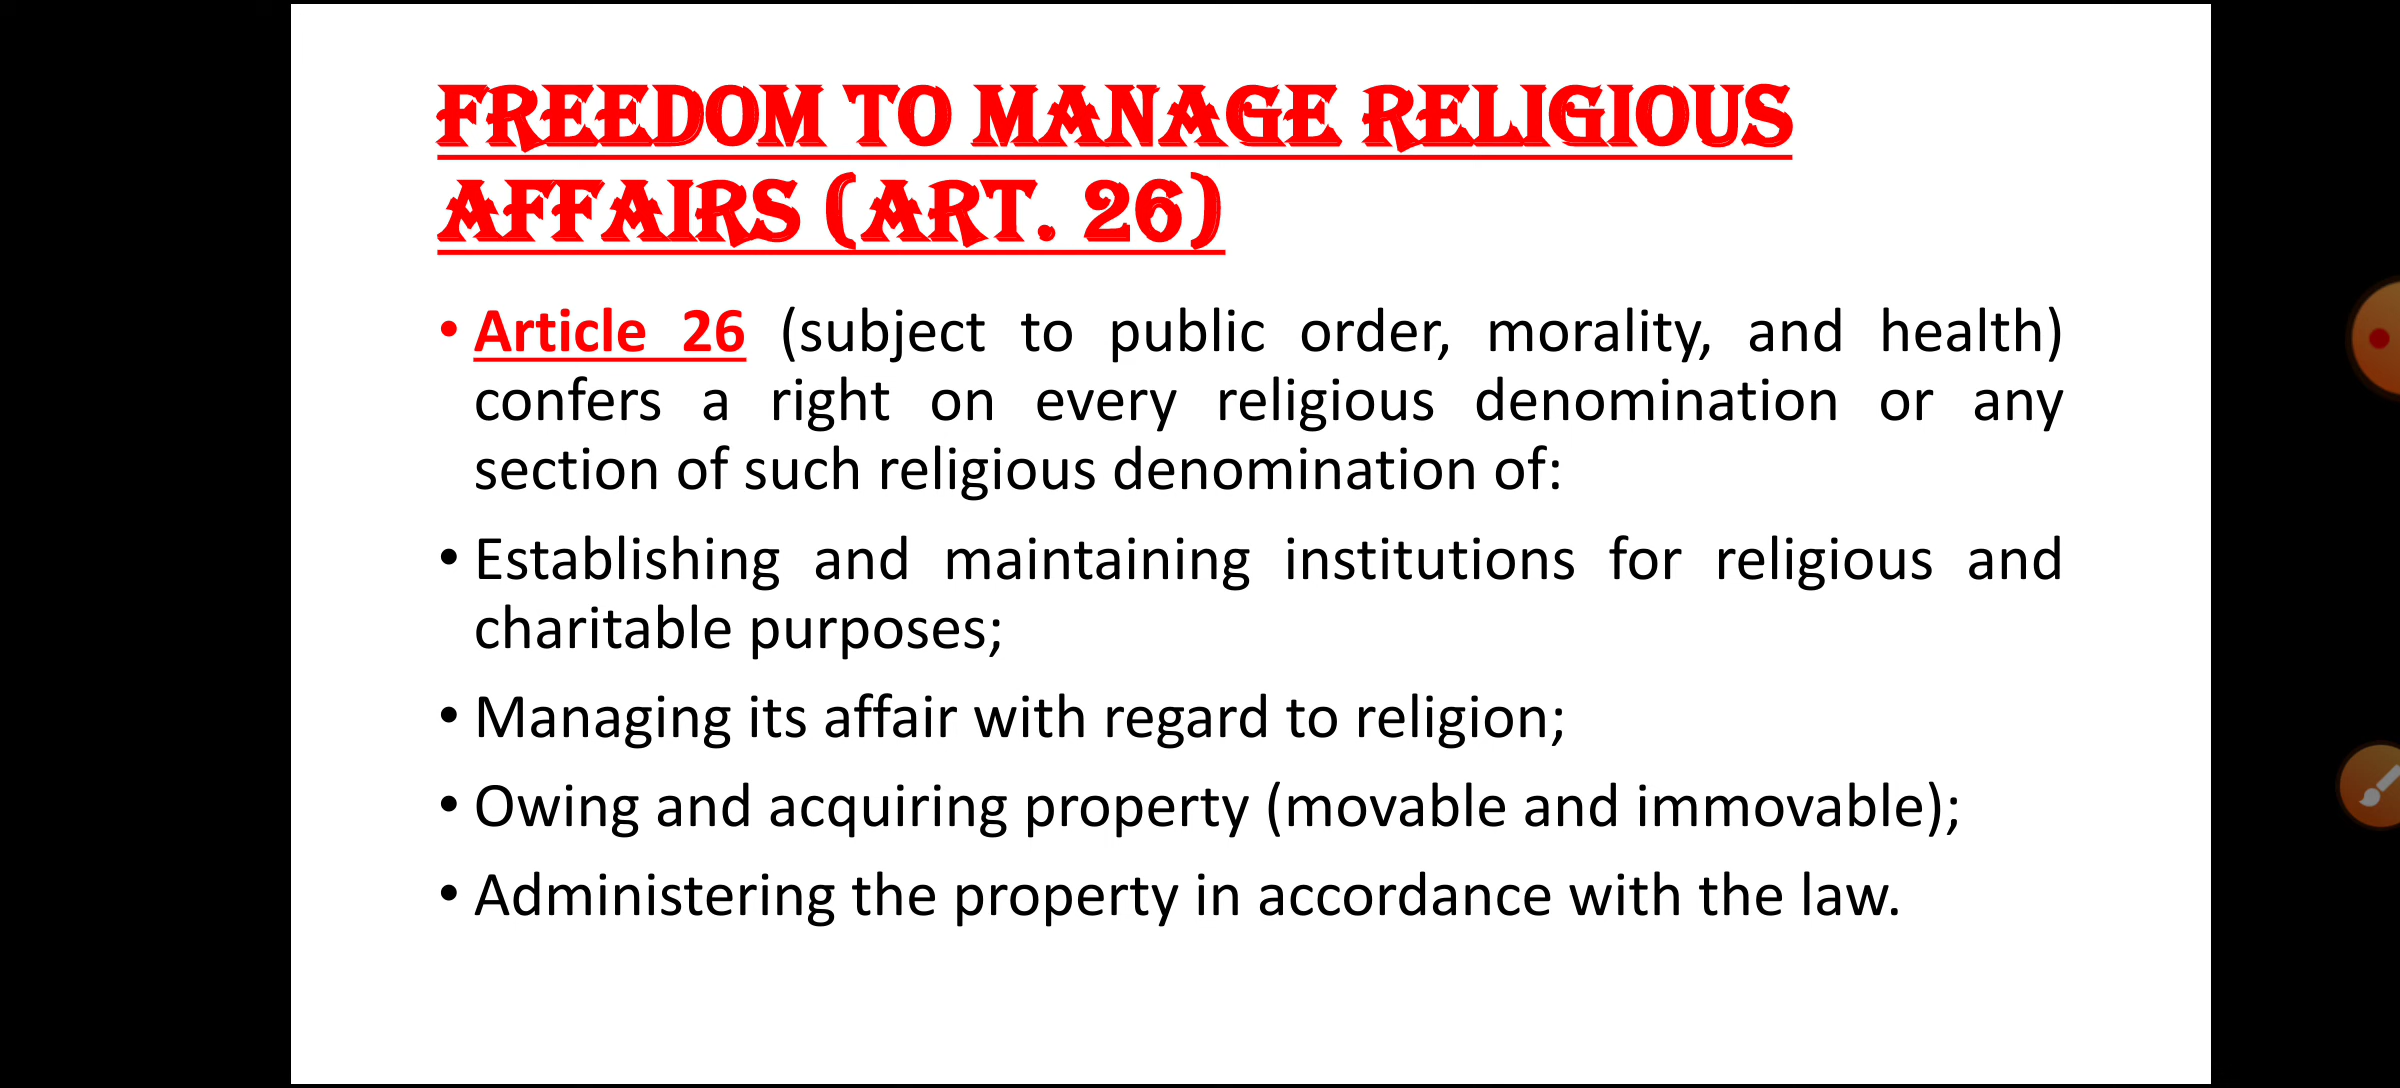 FREEDOM TO MANAGE RELIGIOUS
AFFAIRS (ART. 26)
• Article 26 (subject to public order, morality, and health)
confers a right on every religious denomination or any
section of such religious denomination of:
• Establishing and maintaining institutions for religious and
charitable purposes;
• Managing its affair with regard to religion;
• Owing and acquiring property (movable and immovable);
• Administering the property in accordance with the law.